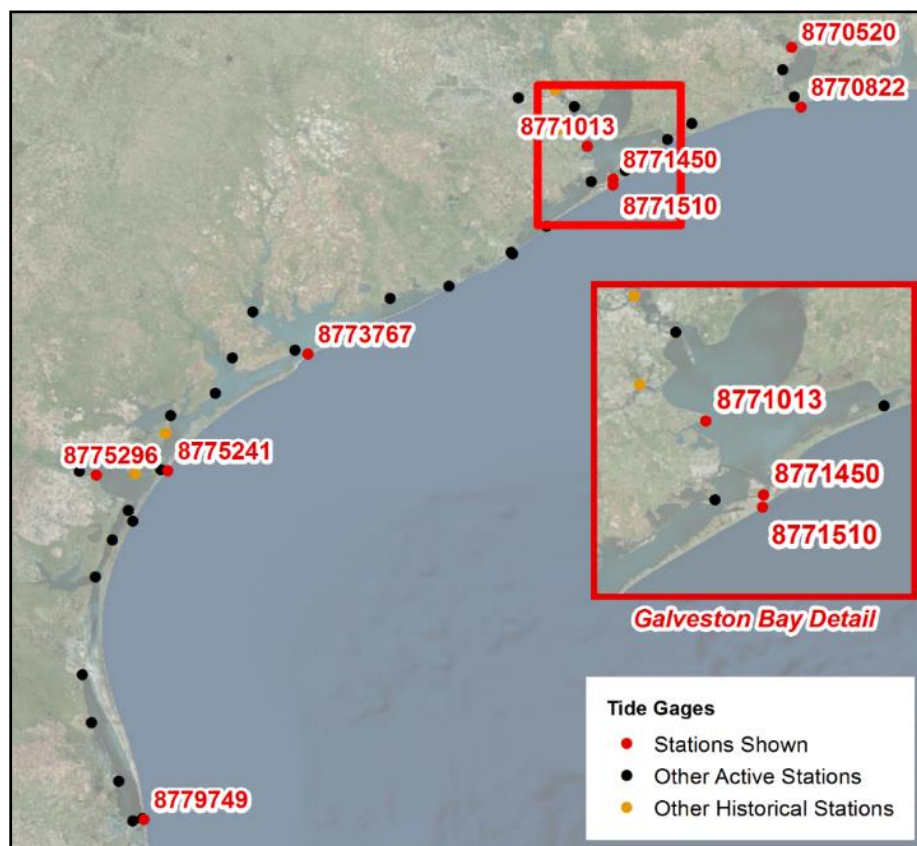 8770520
8770822
8771013
8771450
8771510
8773767
8775296
8775241
8771013
8771450
8771510
Galveston Bay Detail
8779749
Tide Gages
Stations Shown
Other Active Stations
Other Historical Stations